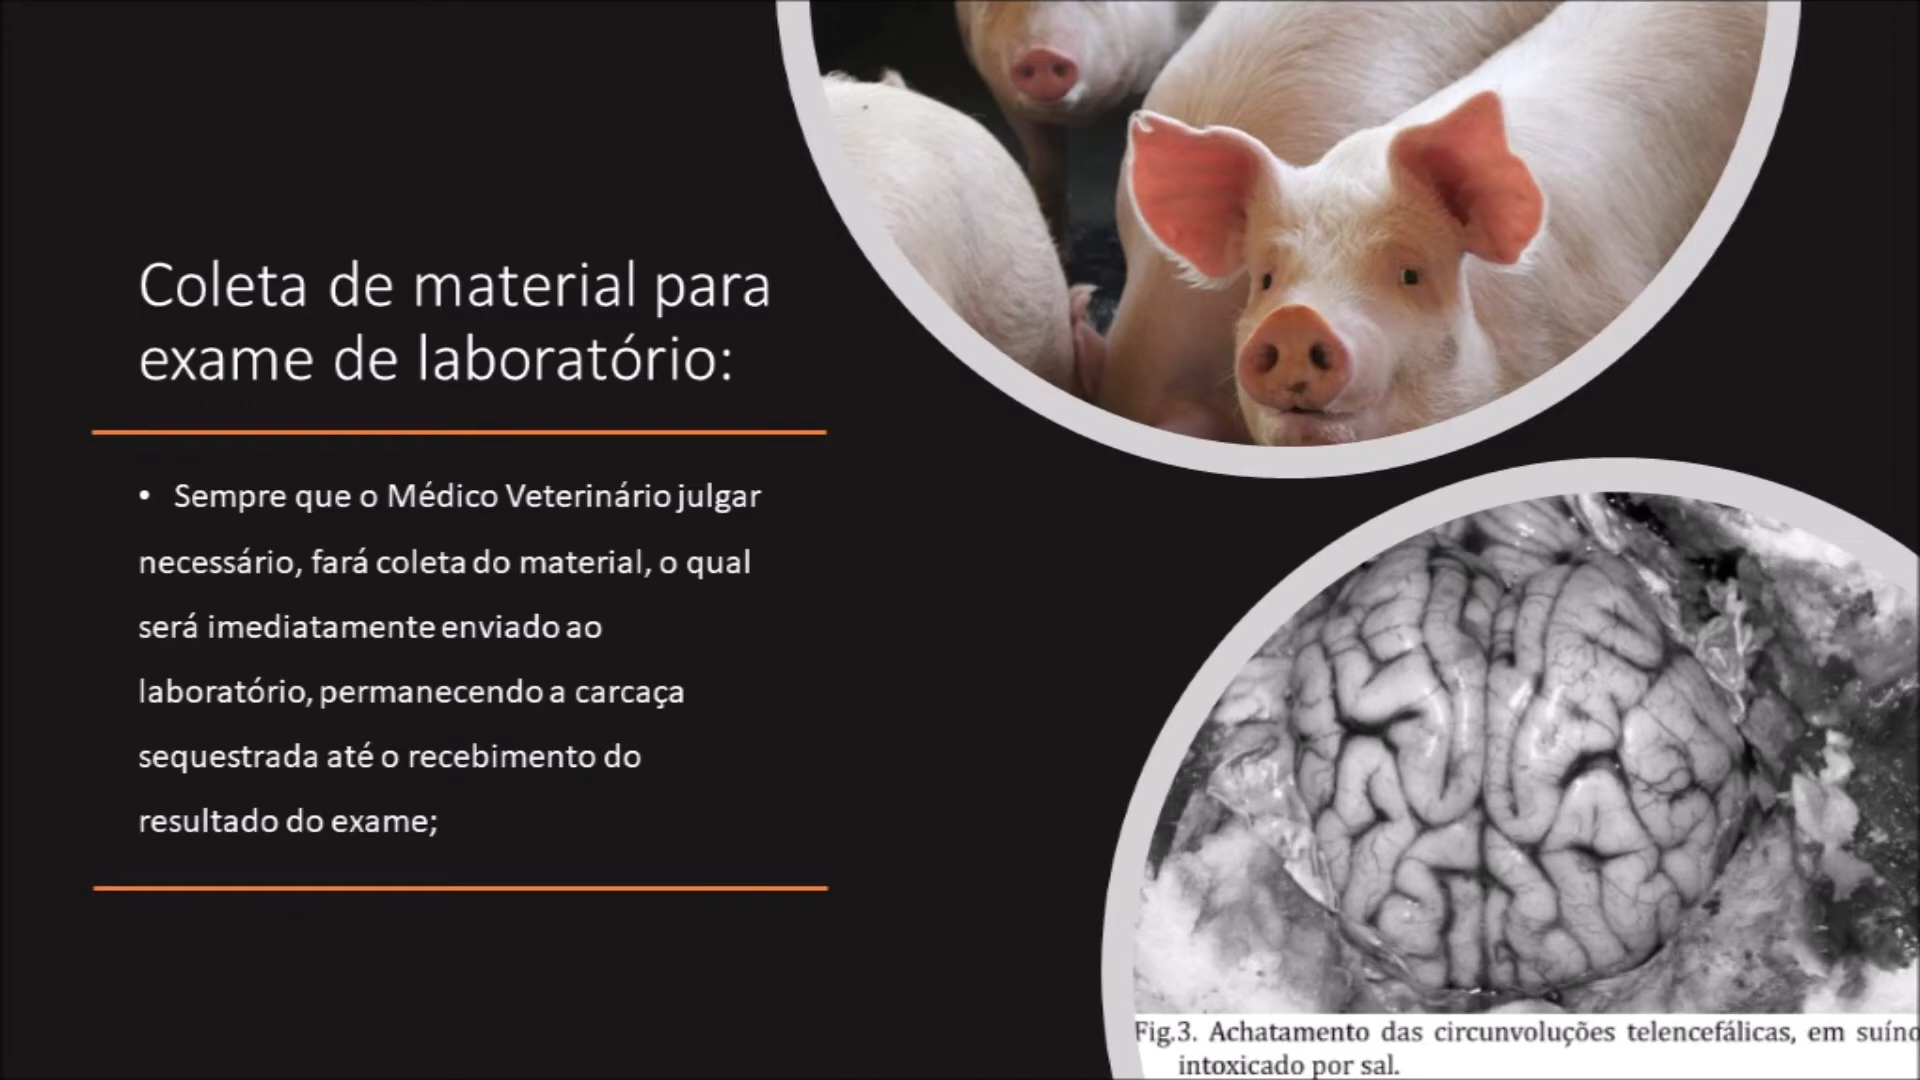 Coleta de material para
exame de laboratório:
• Sempre que o Médico Veterinário julgar
necessário, fará coleta do material, o qual
será imediatamente enviado ao
laboratório, permanecendo a carcaça
sequestrada até o recebimento do
resultado do exame;
Fig.3. Achatamento das circunvoluções telencefálicas, em suíno
intoxicado por sal.